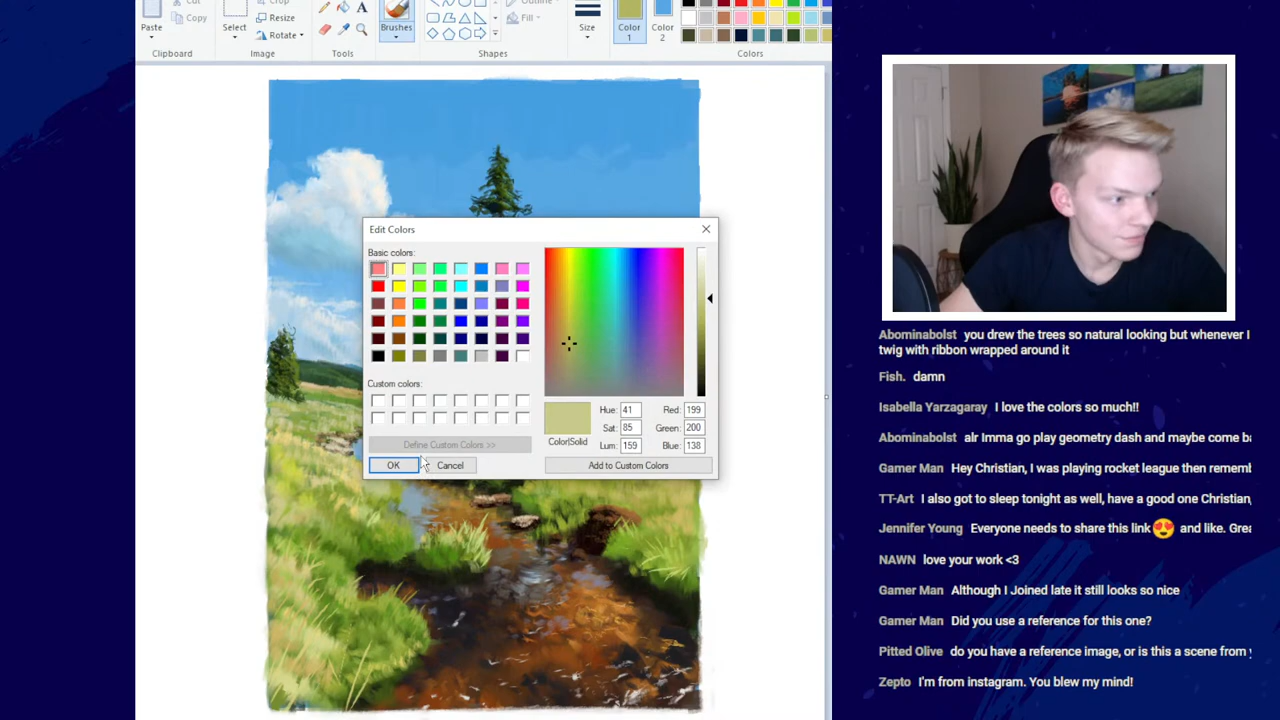 Cut
Crop
Outline
Paste
Copy
Select
Resize
Rotate
Brushes
Fill
Size
Color
1
Color
2
Clipboard
Image
Tools
Shapes
Colors
Edit Colors
Basic colors:
Custom colors:
Define Custom Colors >>
OK
Cancel
Color|Solid
Hue: 41
Sat: 85
Lum: 159
Red: 199
Green: 200
Blue: 138
Add to Custom Colors
Abominabolst you drew the trees so natural looking but whenever I
twig with ribbon wrapped around it
Fish. damn
Isabella Yarzagaray I love the colors so much!!
Abominabolst alr Imma go play geometry dash and maybe come
Gamer Man Hey Christian, I was playing rocket league then
TT-Art I also got to sleep tonight as well, have a good one Christian,
Jennifer Young Everyone needs to share this link😍 and like.
NAWN love your work <3
Gamer Man Although I Joined late it still looks so nice
Gamer Man Did you use a reference for this one?
Pitted Olive do you have a reference image, or is this a scene from
Zepto I'm from instagram. You blew my mind!